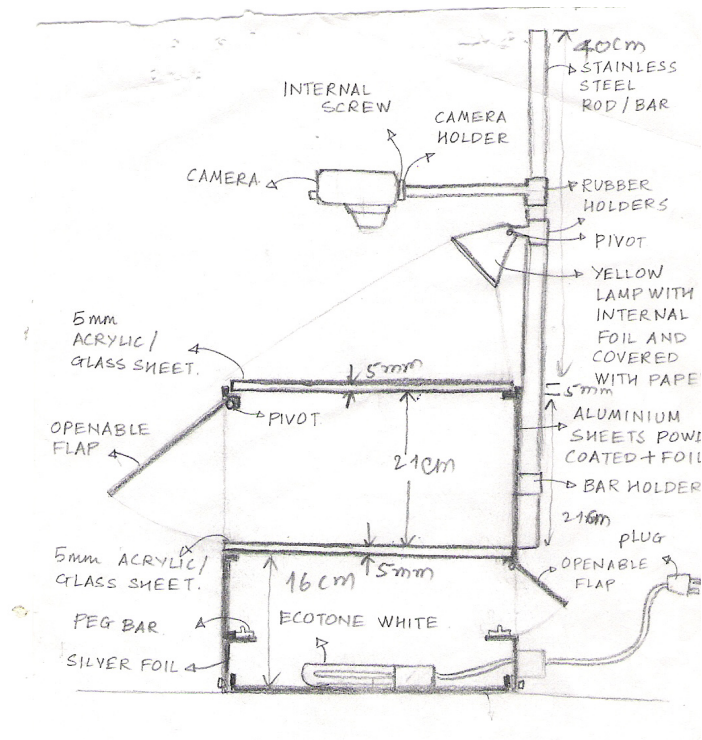 40cm
STAINLESS
STEEL
ROD/BAR
INTERNAL
SCREW
CAMERA
HOLDER
CAMERA
RUBBER
HOLDERS
PIVOT
YELLOW
LAMP WITH
INTERNAL
FOIL AND
COVERED
WITH PAPE
5mm
ACRYLIC/
GLASS SHEET.
5mm
5mm
OPENABLE
FLAP
PIVOT
ALUMINIUM
SHEETS POWD
COATED + FOIL
21cm
BAR HOLDER
21cm
PLUG
5mm ACRYLIC/
GLASS SHEET.
16cm
5mm
OPENABLE
FLAP
PEG BAR
ECOTONE WHITE
SILVER FOIL